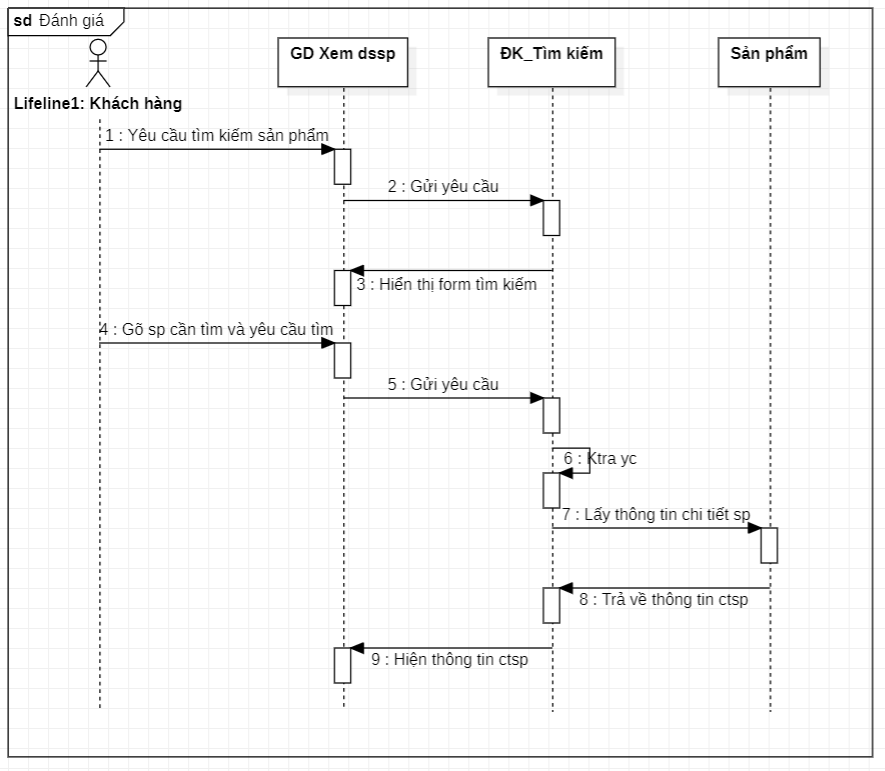 sd Đánh giá
GD Xem dssp
ĐK_Tìm kiếm
Sản phẩm
Lifeline1: Khách hàng
1 : Yêu cầu tìm kiếm sản phẩm
2 : Gửi yêu cầu
3 : Hiển thị form tìm kiếm
4 : Gõ sp cần tìm và yêu cầu tìm
5 : Gửi yêu cầu
6 : Ktra yc
7 : Lấy thông tin chi tiết sp
8 : Trả về thông tin ctsp
9 : Hiện thông tin ctsp